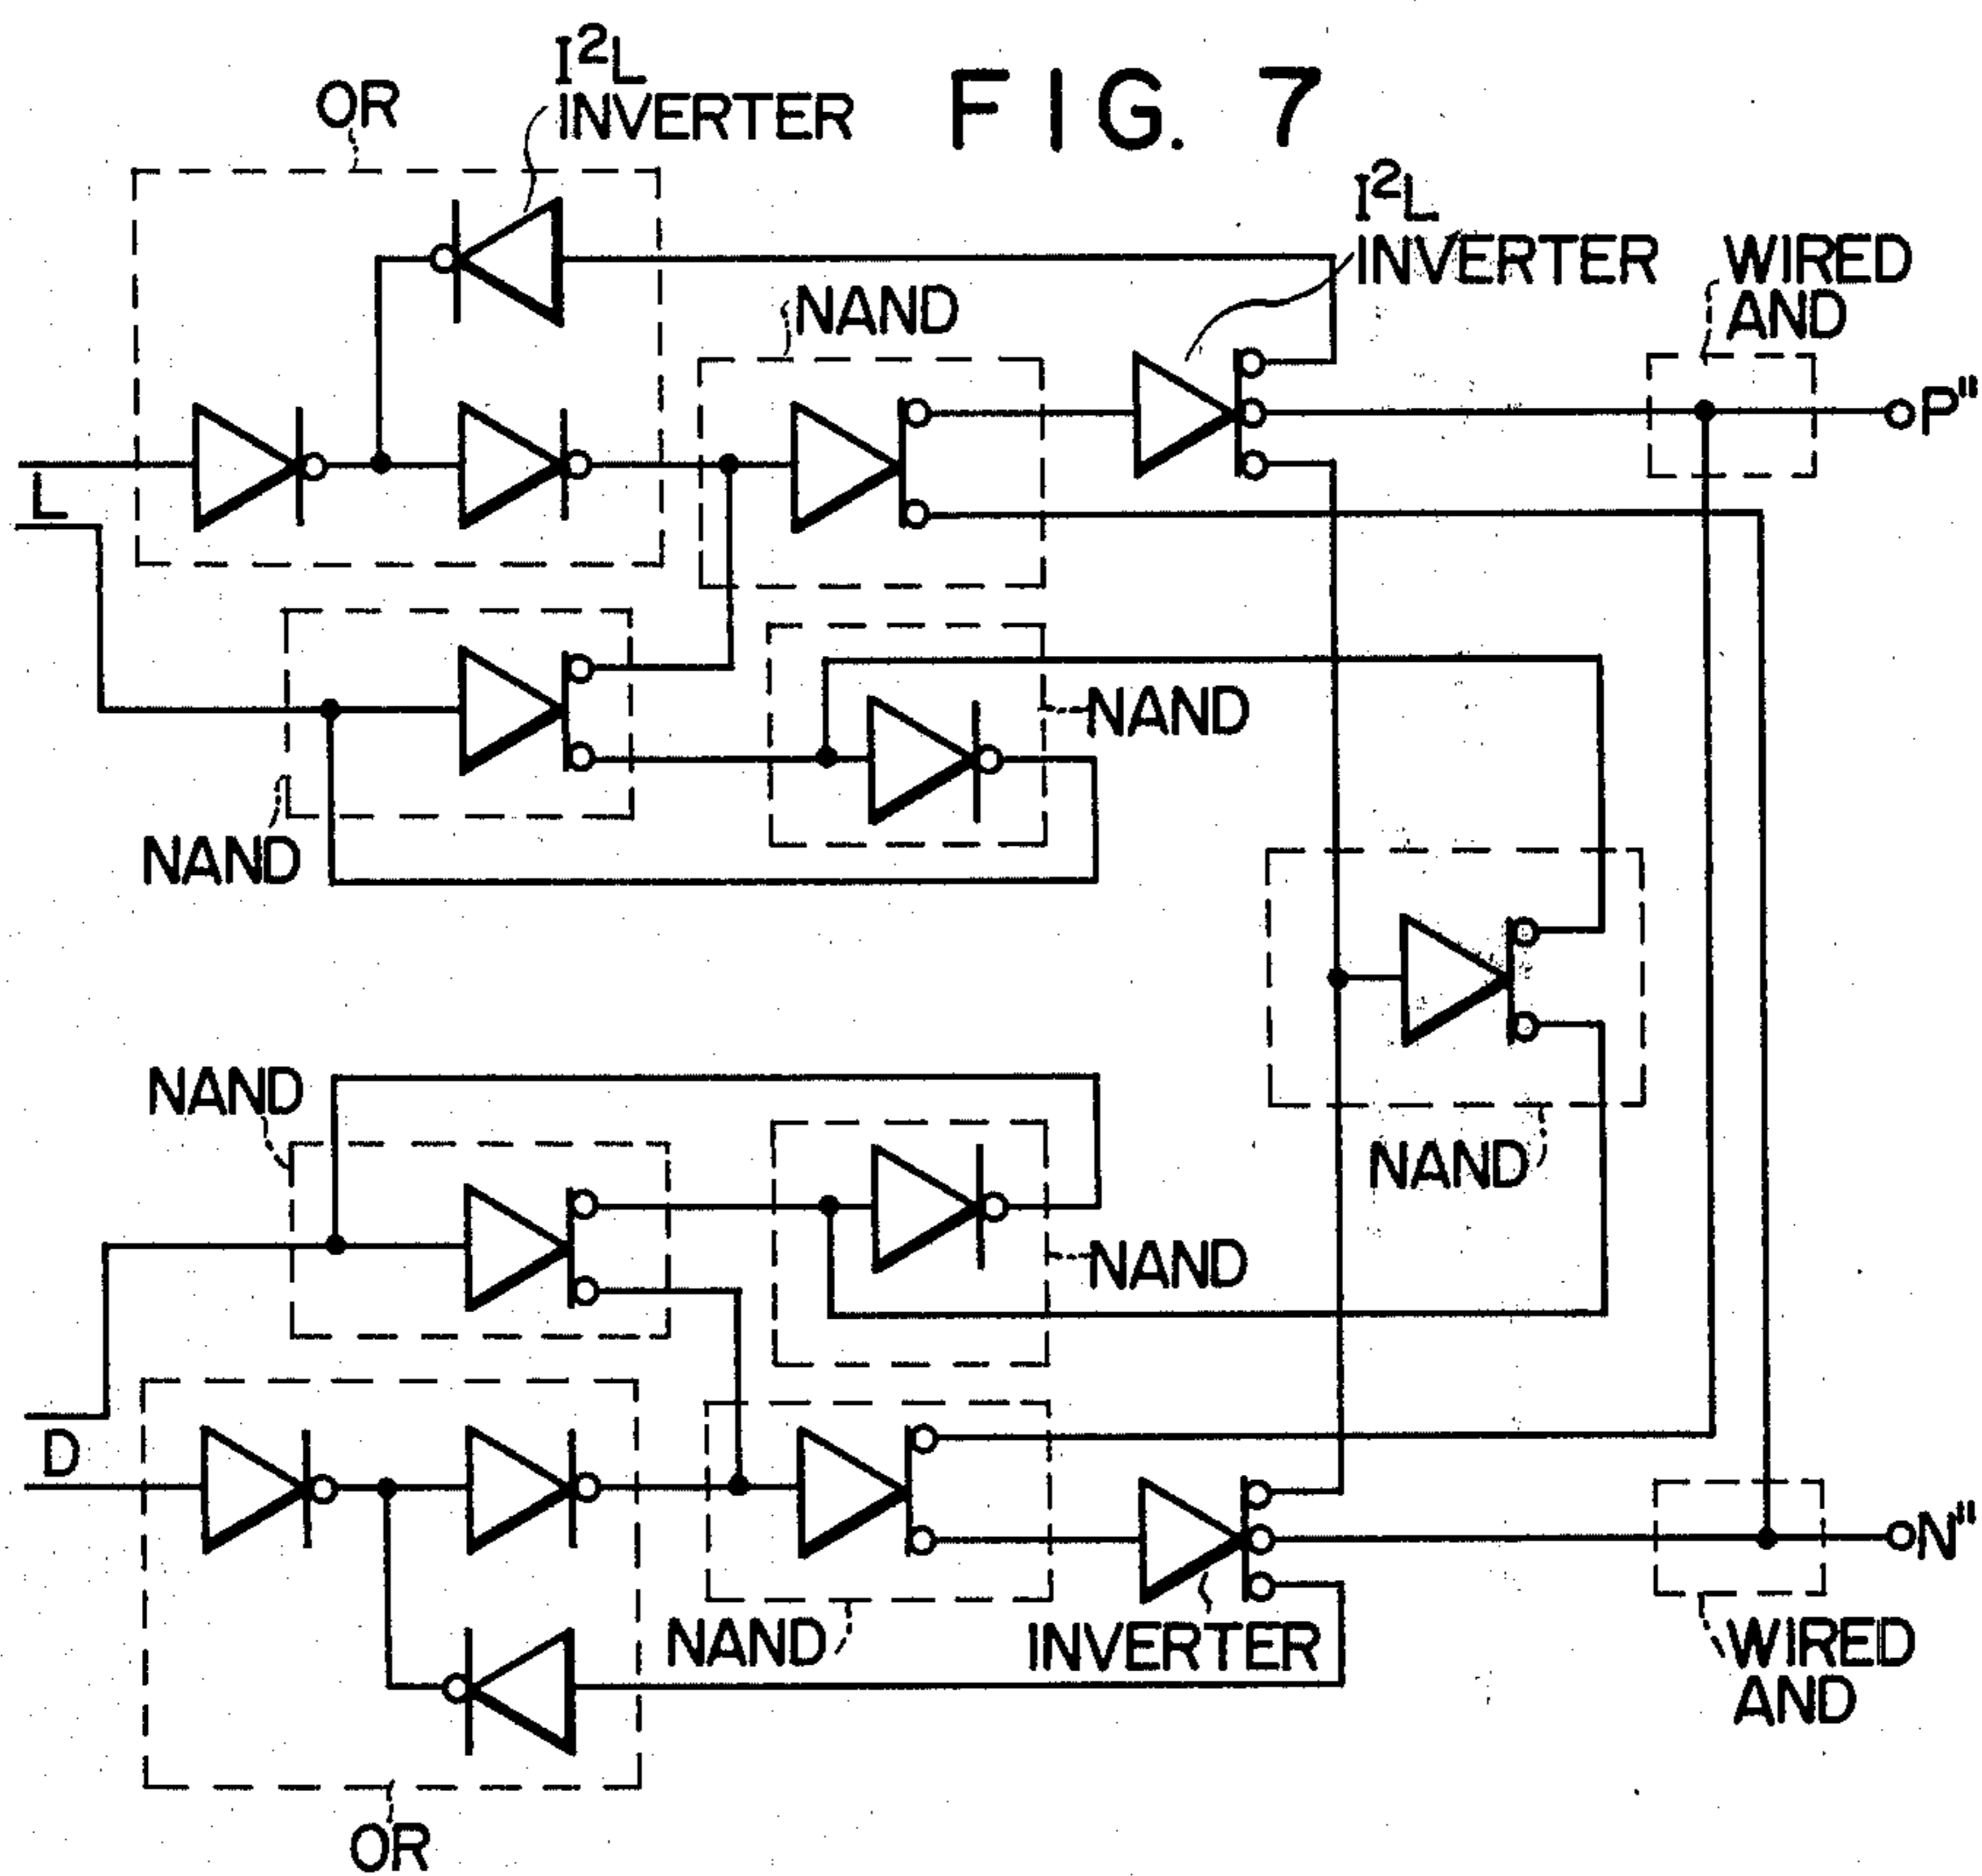 FIG. 7
OR
I²L
INVERTER
I²L
INVERTER
WIRED
AND
NAND
P"
L
NAND
NAND
NAND
NAND
NAND
D
NAND
INVERTER
N"
WIRED
AND
OR